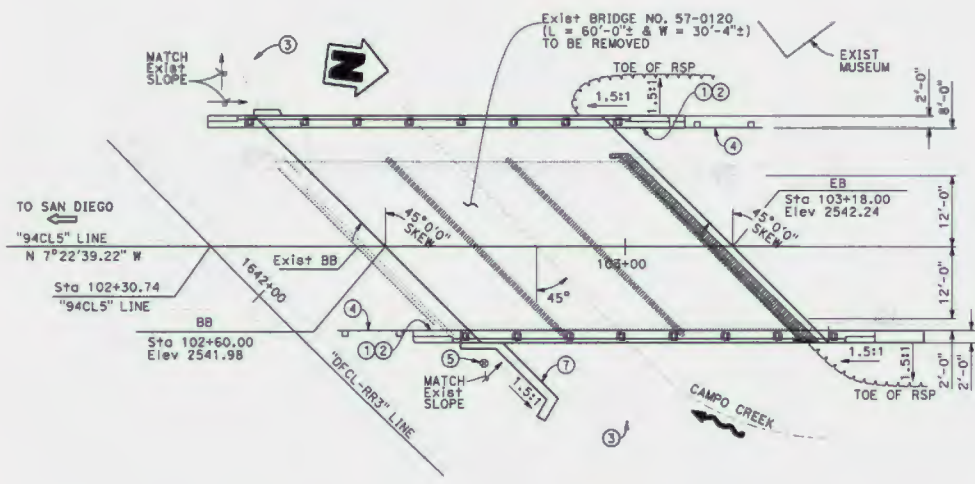 Exist BRIDGE NO. 57-0120
(L = 60'-0"± & W = 30'-4"±)
TO BE REMOVED
EXIST
MUSEUM
MATCH
Exist
SLOPE
3
N
TOE OF RSP
1.5:1
1.5:1
1 2
2'-0"
8'-0"
4
TO SAN DIEGO
"94CL5" LINE
N 7°22'39.22" W
Sta 102+30.74
"94CL5" LINE
1642+00
Exist BB
45°0'0"
SKEW
45°
103+00
45°0'0"
SKEW
EB
Sta 103+18.00
Elev 2542.24
12'-0"
12'-0"
BB
Sta 102+60.00
Elev 2541.98
4
1 2
5
MATCH
Exist
SLOPE
1.5:1
7
"DFCL-RR3" LINE
3
CAMPO CREEK
1.5:1
1.5:1
TOE OF RSP
2'-0"
2'-0"